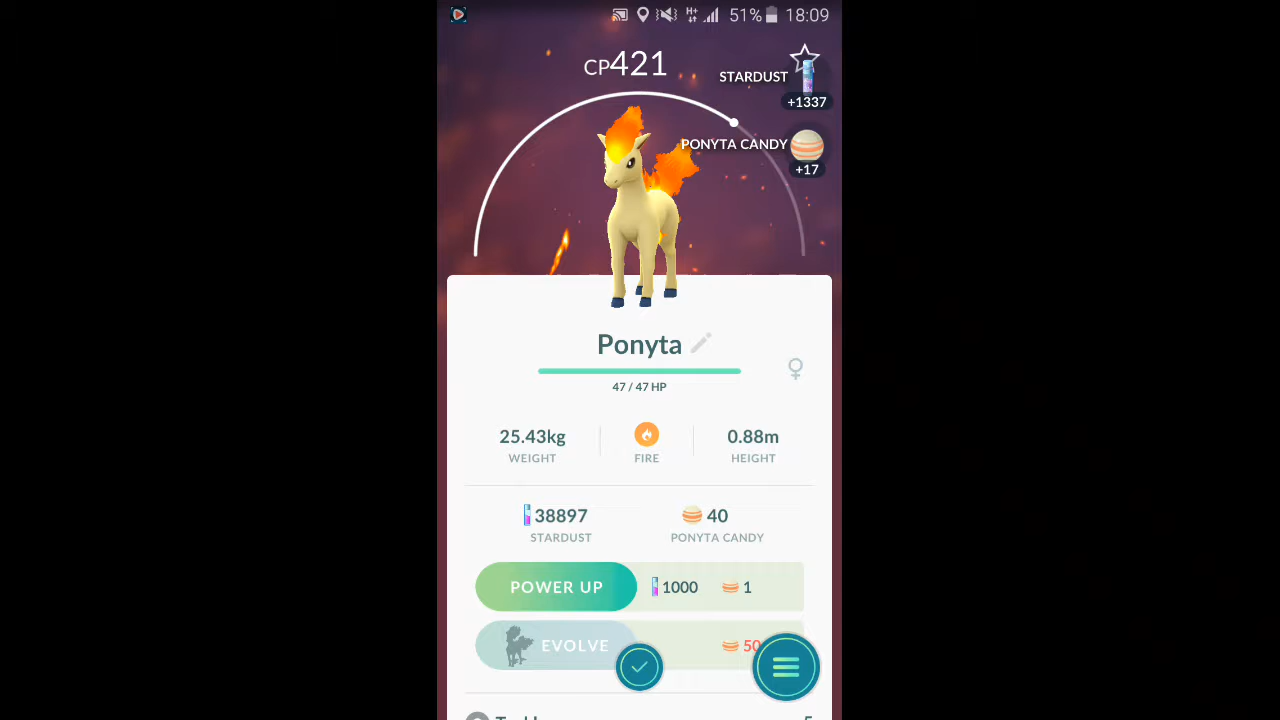 H+ 51% 18:09
CP421
STARDUST
+1337
PONYTA CANDY
+17
Ponyta
47 / 47 HP
25.43kg
WEIGHT
FIRE
0.88m
HEIGHT
38897
STARDUST
40
PONYTA CANDY
POWER UP 1000 1
EVOLVE 50